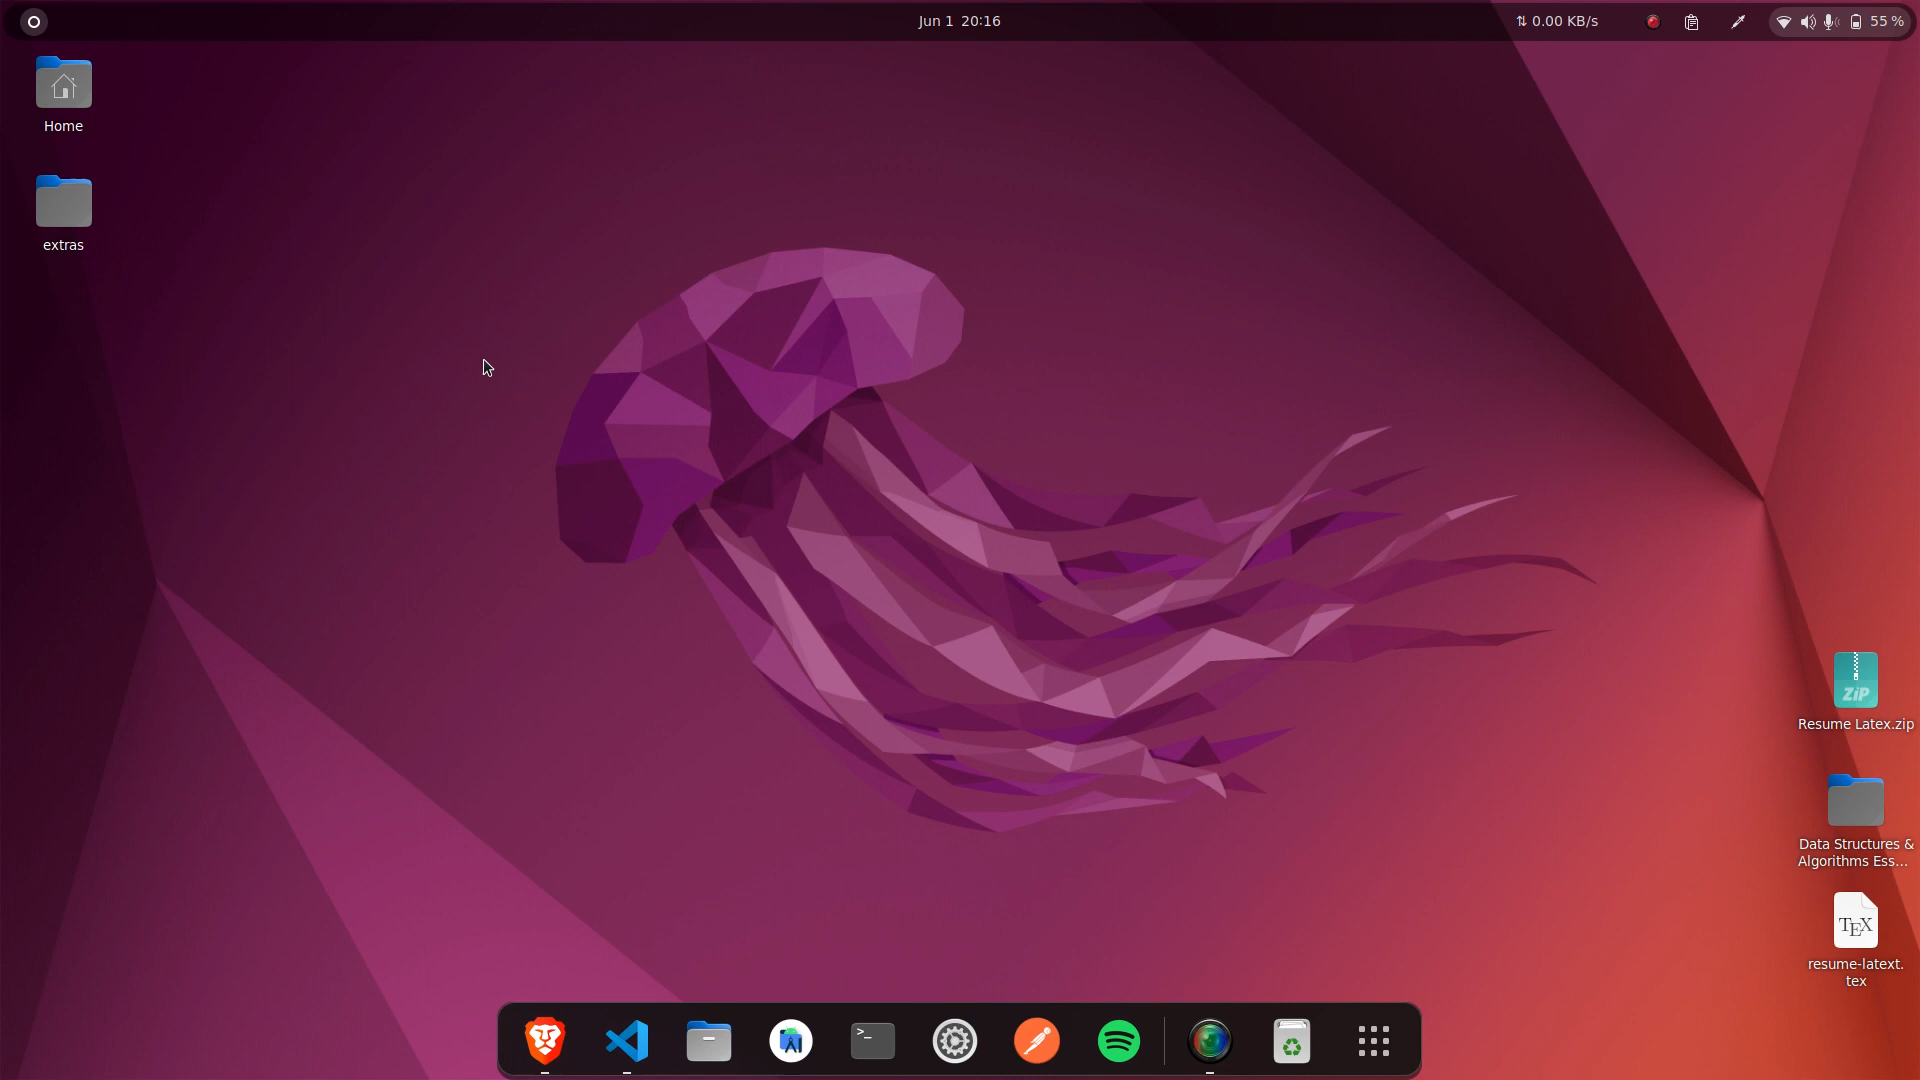 Jun 1 20:16
⇅ 0.00 KB/s
55 %
Home
extras
ZiP
Resume Latex.zip
Data Structures &
Algorithms Ess...
TEX
resume-latext.
tex
AI
>_